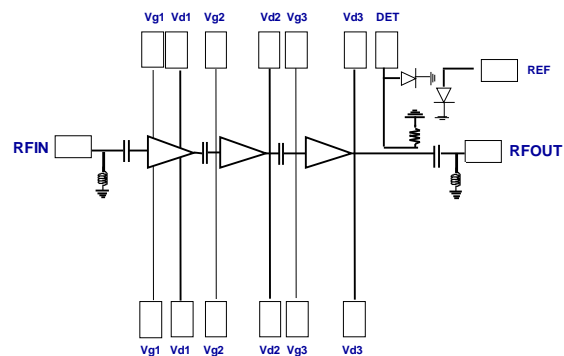 Vg1 Vd1 Vg2 Vd2 Vg3 Vd3 DET
REF
RFIN
RFOUT
Vg1 Vd1 Vg2 Vd2 Vg3 Vd3